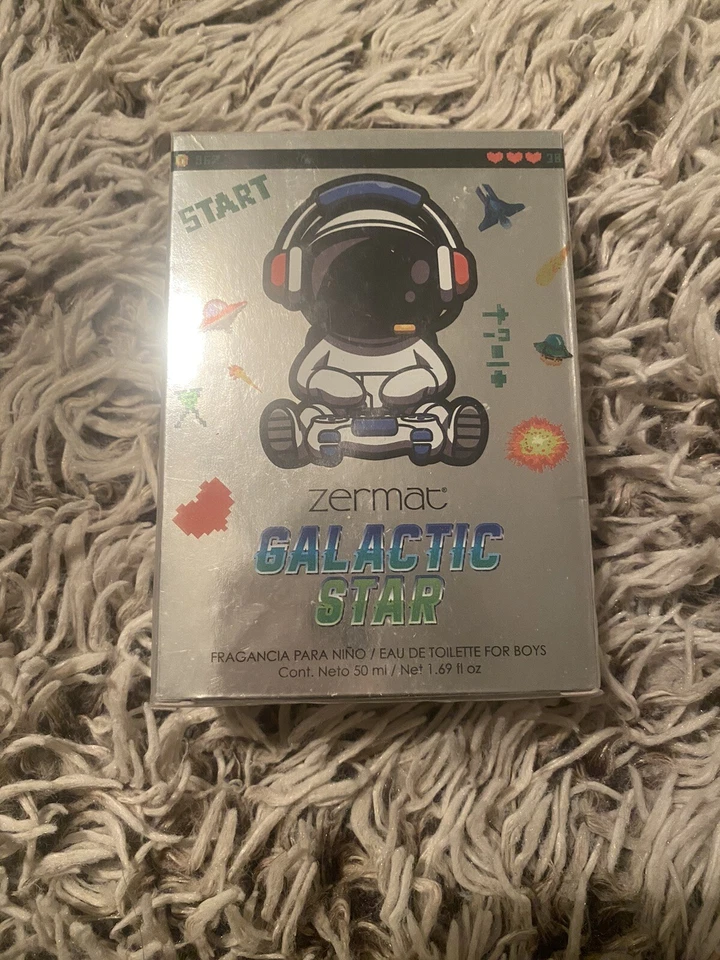 START
zermat®
GALACTIC
STAR
FRAGANCIA PARA NIÑO / EAU DE TOILETTE FOR BOYS
Cont. Neto 50 ml / Net 1.69 fl oz